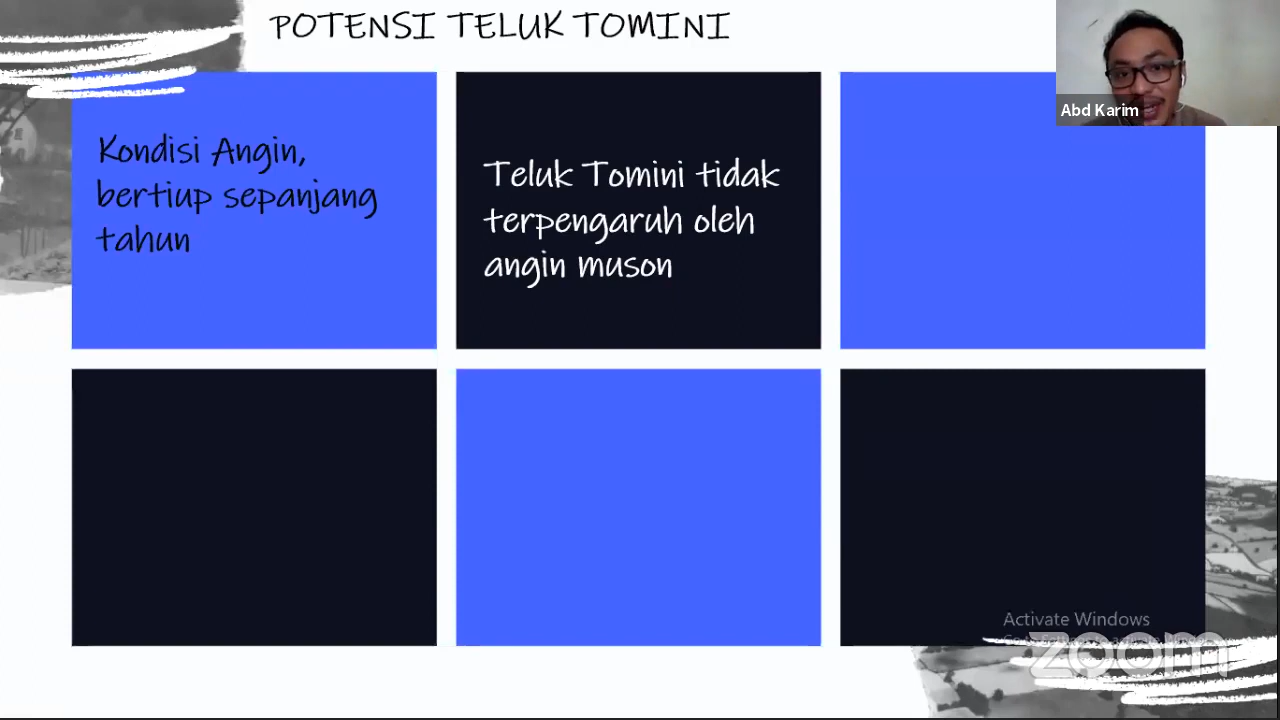 POTENSI TELUK TOMINI
Abd Karim
Kondisi Angin,
bertiup sepanjang
tahun
Teluk Tomini tidak
terpengaruh oleh
angin muson
Activate Windows
zoom